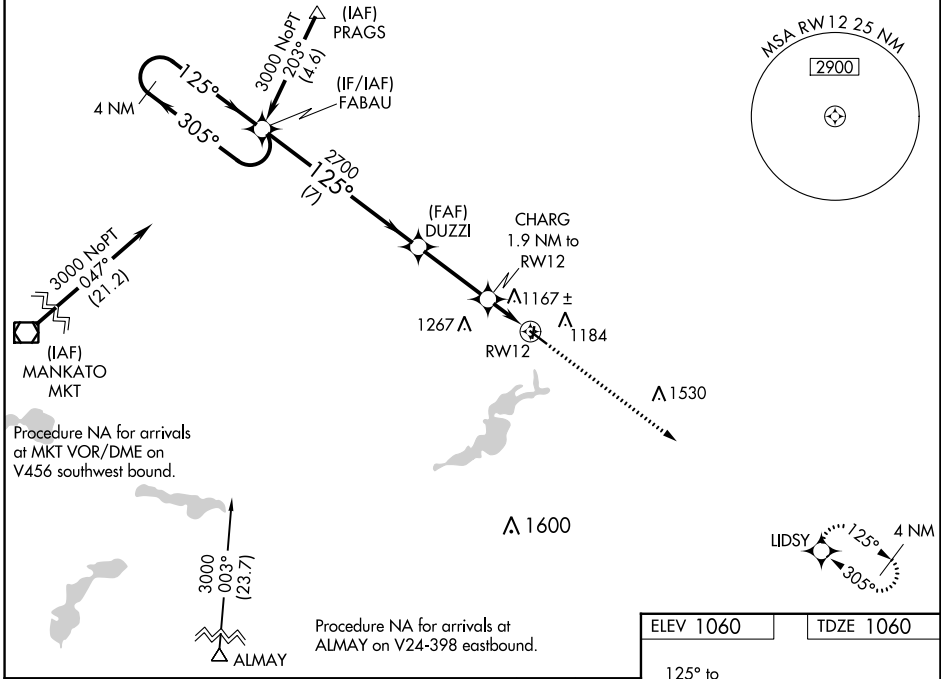 (IAF)
PRAGS
3000 NoPT
203°
(4.6)
(IF/IAF)
FABAU
125°
4 NM
305°
2700
125°
(7)
MSA RW12 25 NM
2900
(FAF)
DUZZI
CHARG
1.9 NM to
RW12
3000 NoPT
047°
(21.2)
1167 ±
1267
1184
RW12
(IAF)
MANKATO
MKT
1530
Procedure NA for arrivals
at MKT VOR/DME on
V456 southwest bound.
1600
LIDSY
125°
4 NM
305°
3000
003°
(23.7)
ALMAY
Procedure NA for arrivals at
ALMAY on V24-398 eastbound.
ELEV 1060
TDZE 1060
125° to